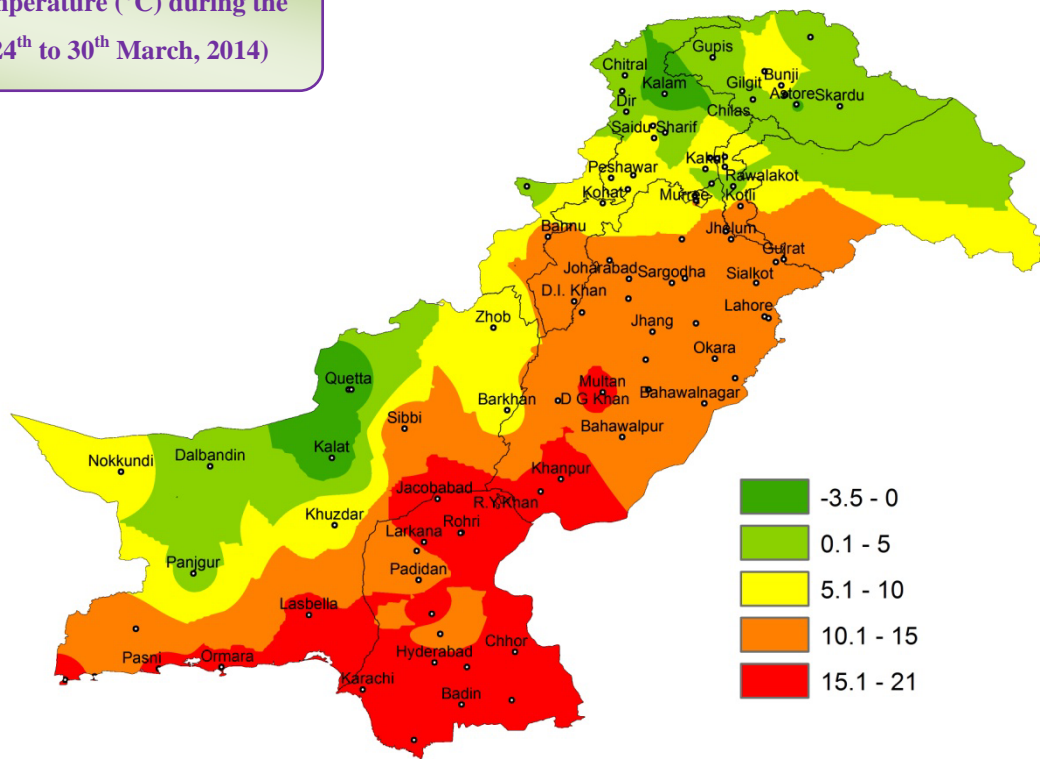 (°C) during the
24th to 30th March, 2014)
Gupis
Chitral
Kalam
Bunji
Gilgit
Astore
Skardu
Dir
Chilas
Saidu Sharif
Peshawar
Rawalakot
Kohat
Murree
Kotli
Bannu
Jhelum
Gujrat
Joharabad
Sargodha
Sialkot
D.I. Khan
Lahore
Zhob
Jhang
Okara
Quetta
Multan
Barkhan
D G Khan
Bahawalnagar
Sibbi
Bahawalpur
Kalat
Nokkundi
Dalbandin
Khanpur
Jacobabad
R.Y.Khan
Khuzdar
Rohri
Larkana
Panjgur
Padidan
Lasbella
Chhor
Pasni
Ormara
Hyderabad
Karachi
Badin
-3.5 - 0
0.1 - 5
5.1 - 10
10.1 - 15
15.1 - 21